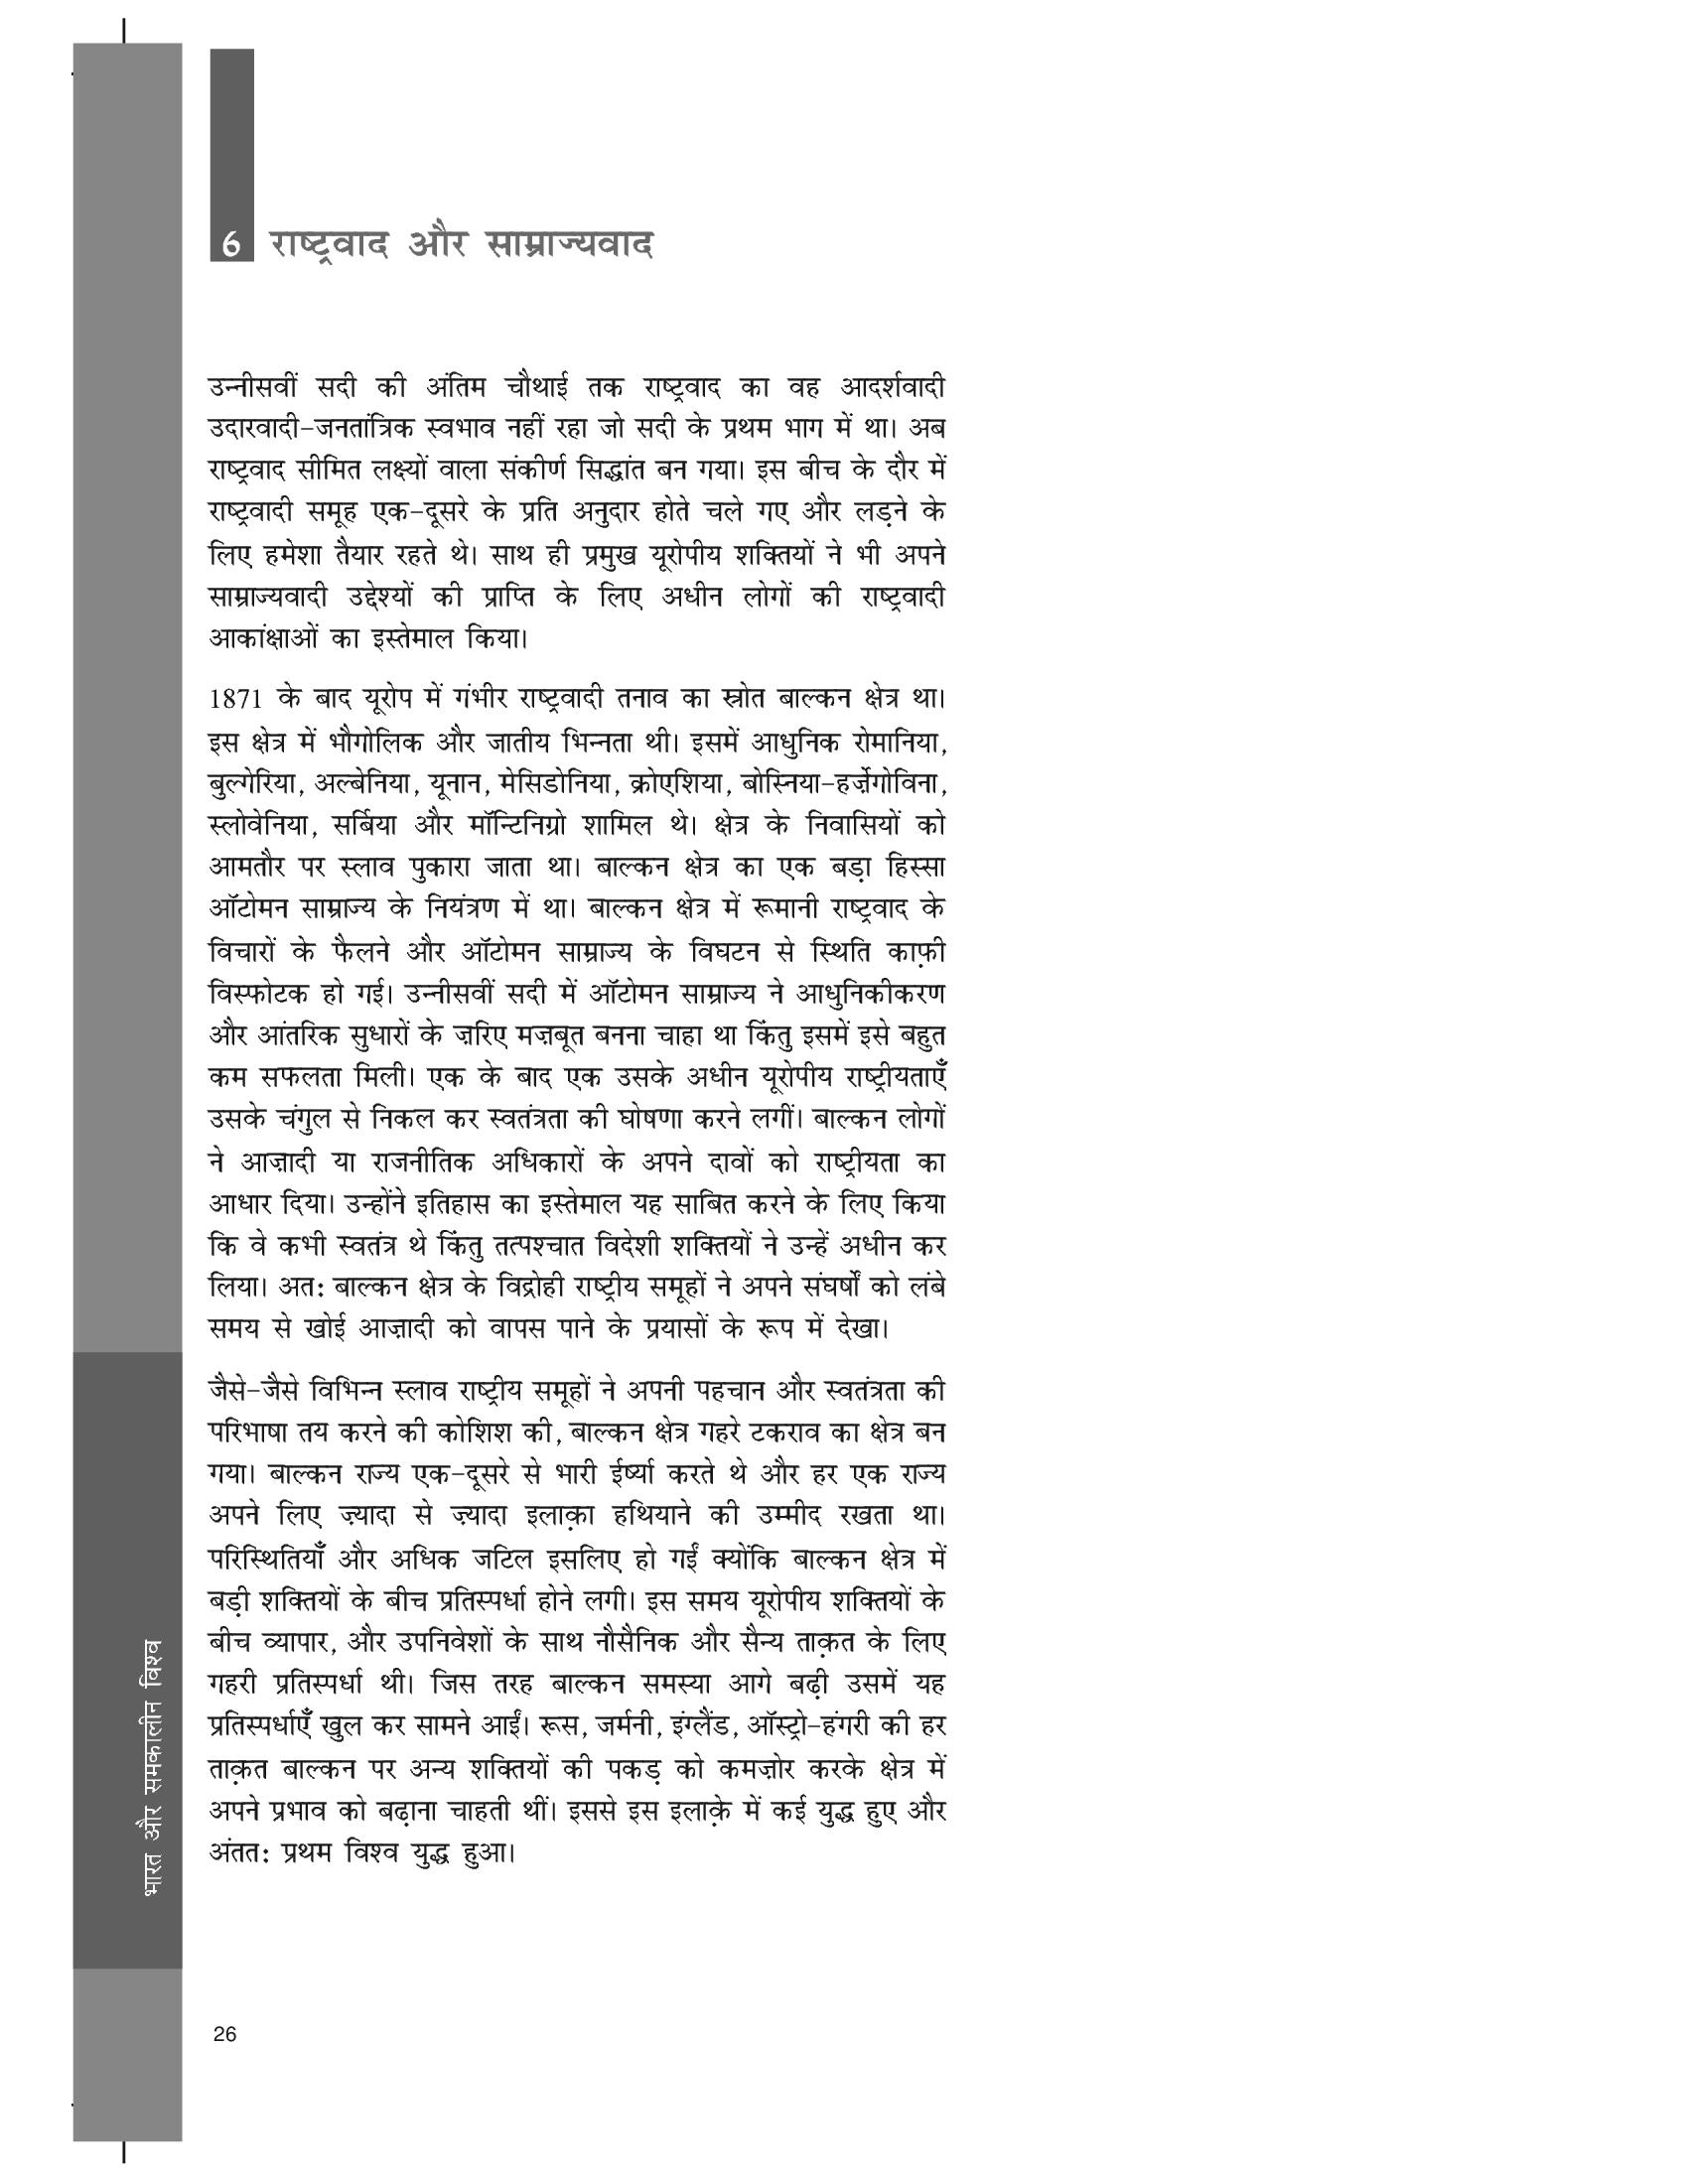 6 राष्ट्रवाद और साम्राज्यवाद
उन्नीसवीं सदी की अंतिम चौथाई तक राष्ट्रवाद का वह आदर्शवादी
उदारवादी-जनतांत्रिक स्वभाव नहीं रहा जो सदी के प्रथम भाग में था। अब
राष्ट्रवाद सीमित लक्ष्यों वाला संकीर्ण सिद्धांत बन गया। इस बीच के दौर में
राष्ट्रवादी समूह एक-दूसरे के प्रति अनुदार होते चले गए और लड़ने के
लिए हमेशा तैयार रहते थे। साथ ही प्रमुख यूरोपीय शक्तियों ने भी अपने
साम्राज्यवादी उद्देश्यों की प्राप्ति के लिए अधीन लोगों की राष्ट्रवादी
आकांक्षाओं का इस्तेमाल किया।
1871 के बाद यूरोप में गंभीर राष्ट्रवादी तनाव का स्रोत बाल्कन क्षेत्र था।
इस क्षेत्र में भौगोलिक और जातीय भिन्नता थी। इसमें आधुनिक रोमानिया,
बुल्गेरिया, अल्बेनिया, यूनान, मेसिडोनिया, क्रोएशिया, बोस्निया-हर्ज़ेगोविना,
स्लोवेनिया, सर्बिया और मॉन्टिनिग्रो शामिल थे। क्षेत्र के निवासियों को
आमतौर पर स्लाव पुकारा जाता था। बाल्कन क्षेत्र का एक बड़ा हिस्सा
ऑटोमन साम्राज्य के नियंत्रण में था। बाल्कन क्षेत्र में रूमानी राष्ट्रवाद के
विचारों के फैलने और ऑटोमन साम्राज्य के विघटन से स्थिति काफ़ी
विस्फोटक हो गई। उन्नीसवीं सदी में ऑटोमन साम्राज्य ने आधुनिकीकरण
और आंतरिक सुधारों के ज़रिए मज़बूत बनना चाहा था किंतु इसमें इसे बहुत
कम सफलता मिली। एक के बाद एक उसके अधीन यूरोपीय राष्ट्रीयताएँ
उसके चंगुल से निकल कर स्वतंत्रता की घोषणा करने लगीं। बाल्कन लोगों
ने आज़ादी या राजनीतिक अधिकारों के अपने दावों को राष्ट्रीयता का
आधार दिया। उन्होंने इतिहास का इस्तेमाल यह साबित करने के लिए किया
कि वे कभी स्वतंत्र थे किंतु तत्पश्चात विदेशी शक्तियों ने उन्हें अधीन कर
लिया। अत: बाल्कन क्षेत्र के विद्रोही राष्ट्रीय समूहों ने अपने संघर्षों को लंबे
समय से खोई आज़ादी को वापस पाने के प्रयासों के रूप में देखा।
जैसे-जैसे विभिन्न स्लाव राष्ट्रीय समूहों ने अपनी पहचान और स्वतंत्रता की
परिभाषा तय करने की कोशिश की, बाल्कन क्षेत्र गहरे टकराव का क्षेत्र बन
गया। बाल्कन राज्य एक-दूसरे से भारी ईर्ष्या करते थे और हर एक राज्य
अपने लिए ज़्यादा से ज़्यादा इलाक़ा हथियाने की उम्मीद रखता था।
परिस्थितियाँ और अधिक जटिल इसलिए हो गईं क्योंकि बाल्कन क्षेत्र में
बड़ी शक्तियों के बीच प्रतिस्पर्धा होने लगी। इस समय यूरोपीय शक्तियों के
बीच व्यापार, और उपनिवेशों के साथ नौसैनिक और सैन्य ताक़त के लिए
गहरी प्रतिस्पर्धा थी। जिस तरह बाल्कन समस्या आगे बढ़ी उसमें यह
प्रतिस्पर्धाएँ खुल कर सामने आईं। रूस, जर्मनी, इंग्लैंड, ऑस्ट्रो-हंगरी की हर
ताक़त बाल्कन पर अन्य शक्तियों की पकड़ को कमज़ोर करके क्षेत्र में
अपने प्रभाव को बढ़ाना चाहती थीं। इससे इस इलाक़े में कई युद्ध हुए और
अंतत: प्रथम विश्व युद्ध हुआ।
भारत और समकालीन विश्व
26